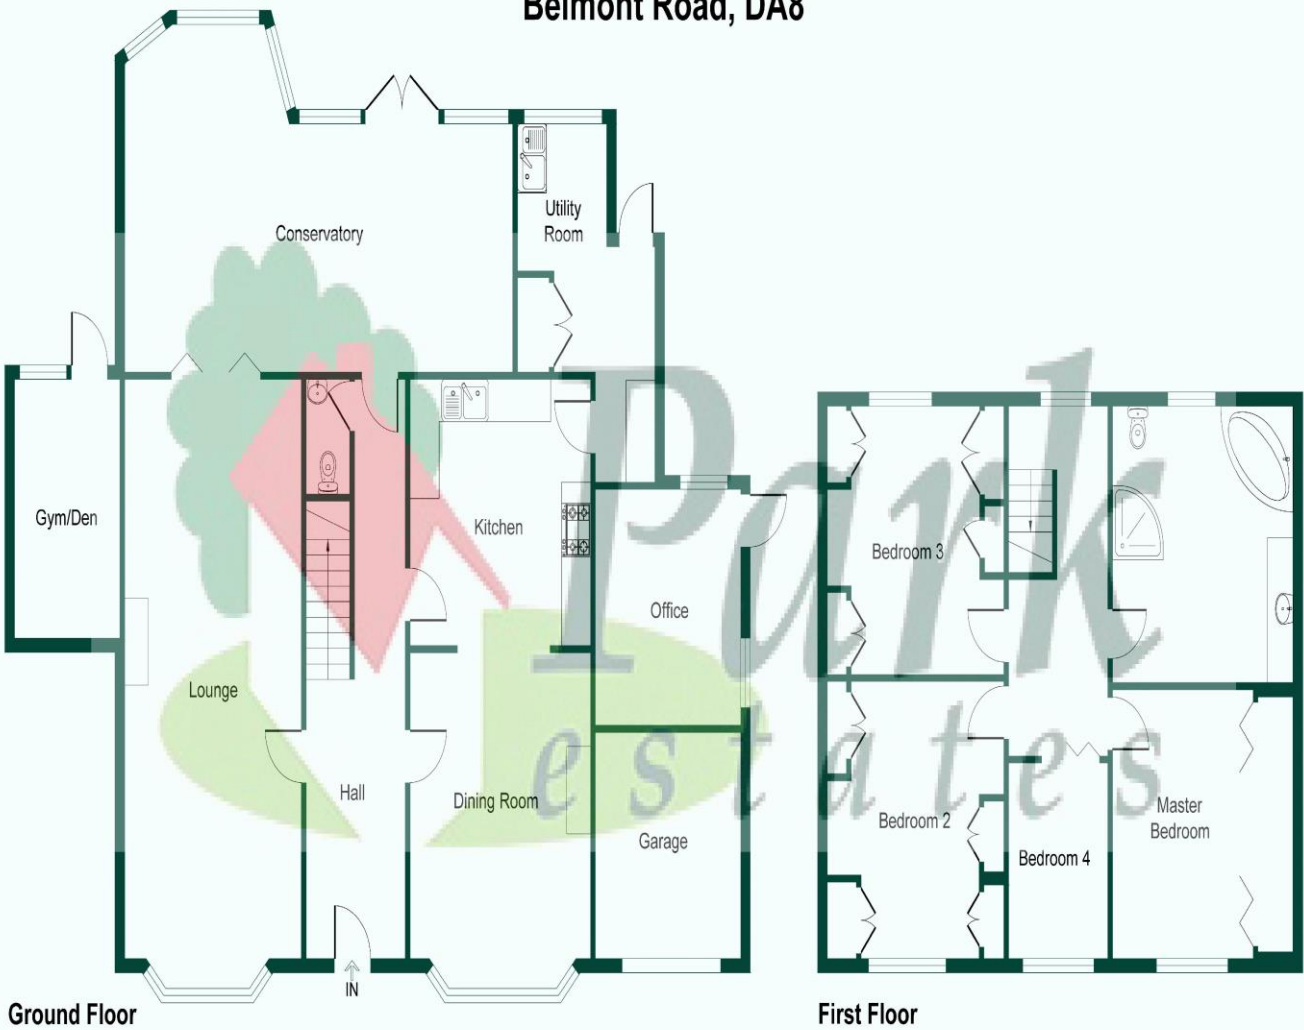 Belmont Road, DA8
Conservatory
Utility
Room
Gym/Den
Kitchen
Office
Lounge
Hall
Dining Room
Garage
IN
Ground Floor
Bedroom 3
Bedroom 2
Bedroom 4
Master
Bedroom
First Floor
Park
estates